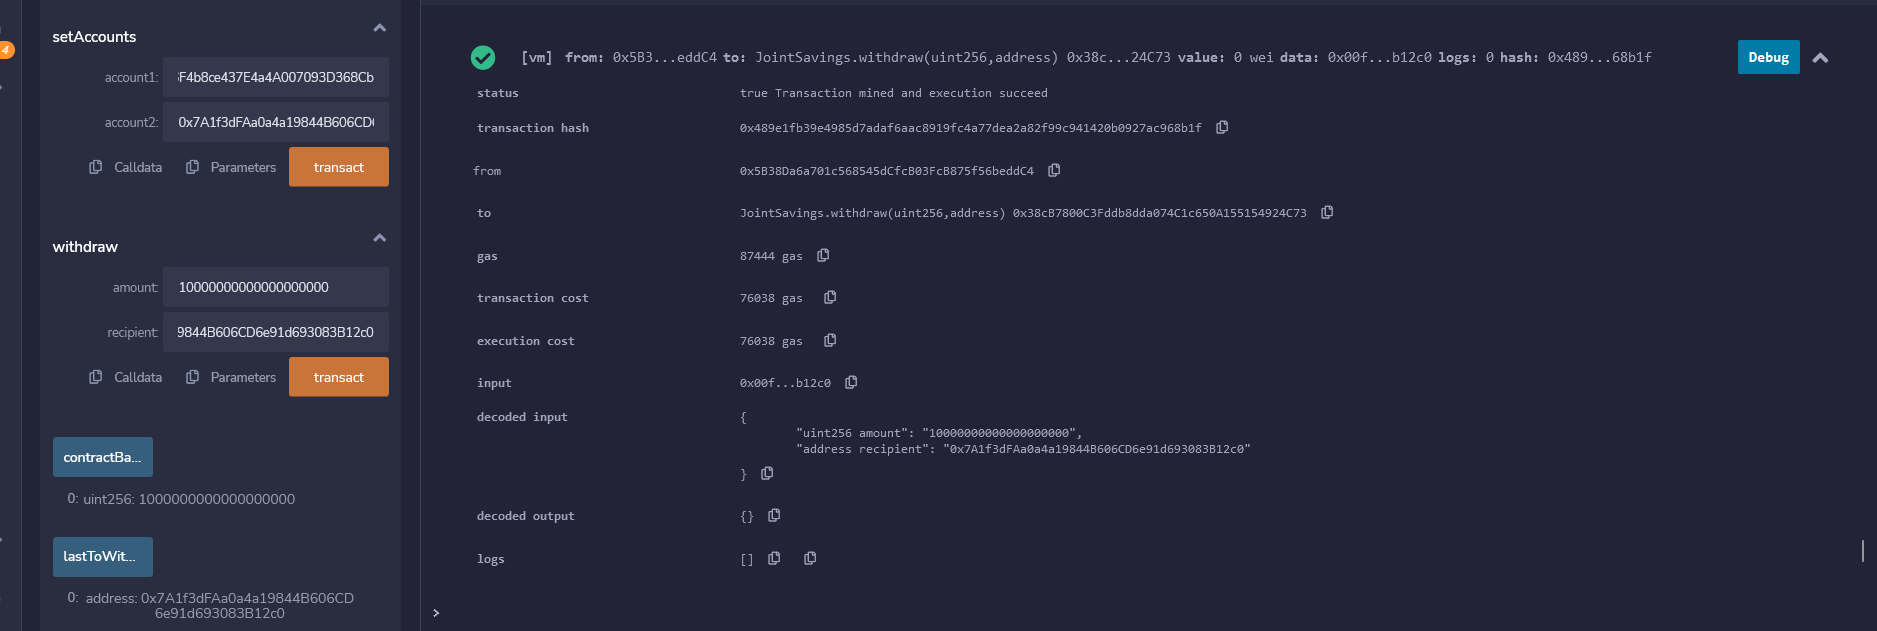 4
setAccounts
account1: F4b8ce437E4a4A007093D368Cb
account2: 0x7A1f3dFAa0a4a19844B606CD
Calldata Parameters transact
withdraw
amount: 10000000000000000000
recipient: 9844B606CD6e91d693083B12c0
Calldata Parameters transact
contractBa...
0: uint256: 1000000000000000000
lastToWit...
0: address: 0x7A1f3dFAa0a4a19844B606CD
6e91d693083B12c0
[vm] from: 0x5B3...eddC4 to: JointSavings.withdraw(uint256,address) 0x38c...24C73 value: 0 wei data: 0x00f...b12c0 logs: 0 hash: 0x489...68b1f
Debug
status true Transaction mined and execution succeed
transaction hash 0x489e1fb39e4985d7adaf6aac8919fc4a77dea2a82f99c941420b0927ac968b1f
from 0x5B38Da6a701c568545dCfcB03FcB875f56beddC4
to JointSavings.withdraw(uint256,address) 0x38cB7800C3Fddb8dda074C1c650A155154924C73
gas 87444 gas
transaction cost 76038 gas
execution cost 76038 gas
input 0x00f...b12c0
decoded input {
"uint256 amount": "10000000000000000000",
"address recipient": "0x7A1f3dFAa0a4a19844B606CD6e91d693083B12c0"
}
decoded output {}
logs []
>